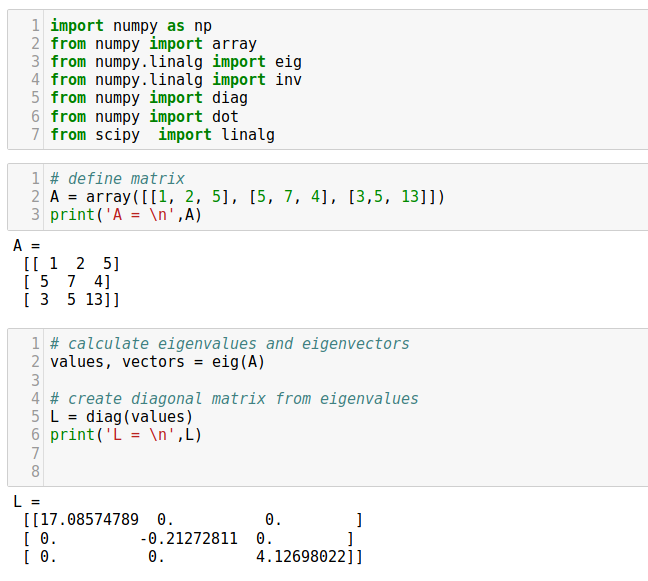 1 import numpy as np
2 from numpy import array
3 from numpy.linalg import eig
4 from numpy.linalg import inv
5 from numpy import diag
6 from numpy import dot
7 from scipy  import linalg
1 # define matrix
2 A = array([[1, 2, 5], [5, 7, 4], [3,5, 13]])
3 print('A = \n',A)
A =
 [[ 1  2  5]
 [ 5  7  4]
 [ 3  5 13]]
1 # calculate eigenvalues and eigenvectors
2 values, vectors = eig(A)
3
4 # create diagonal matrix from eigenvalues
5 L = diag(values)
6 print('L = \n',L)
7
8
L =
 [[17.08574789  0.          0.        ]
 [ 0.         -0.21272811  0.        ]
 [ 0.          0.          4.12698022]]